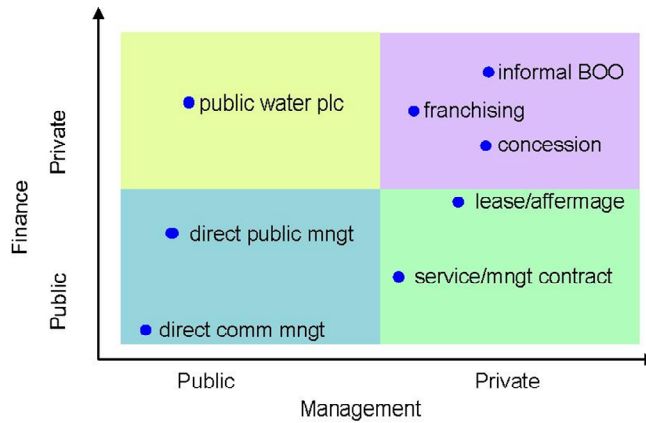 informal BOO
public water plc
franchising
concession
lease/affermage
direct public mngt
service/mngt contract
direct comm mngt
Finance
Private
Public
Public
Private
Management